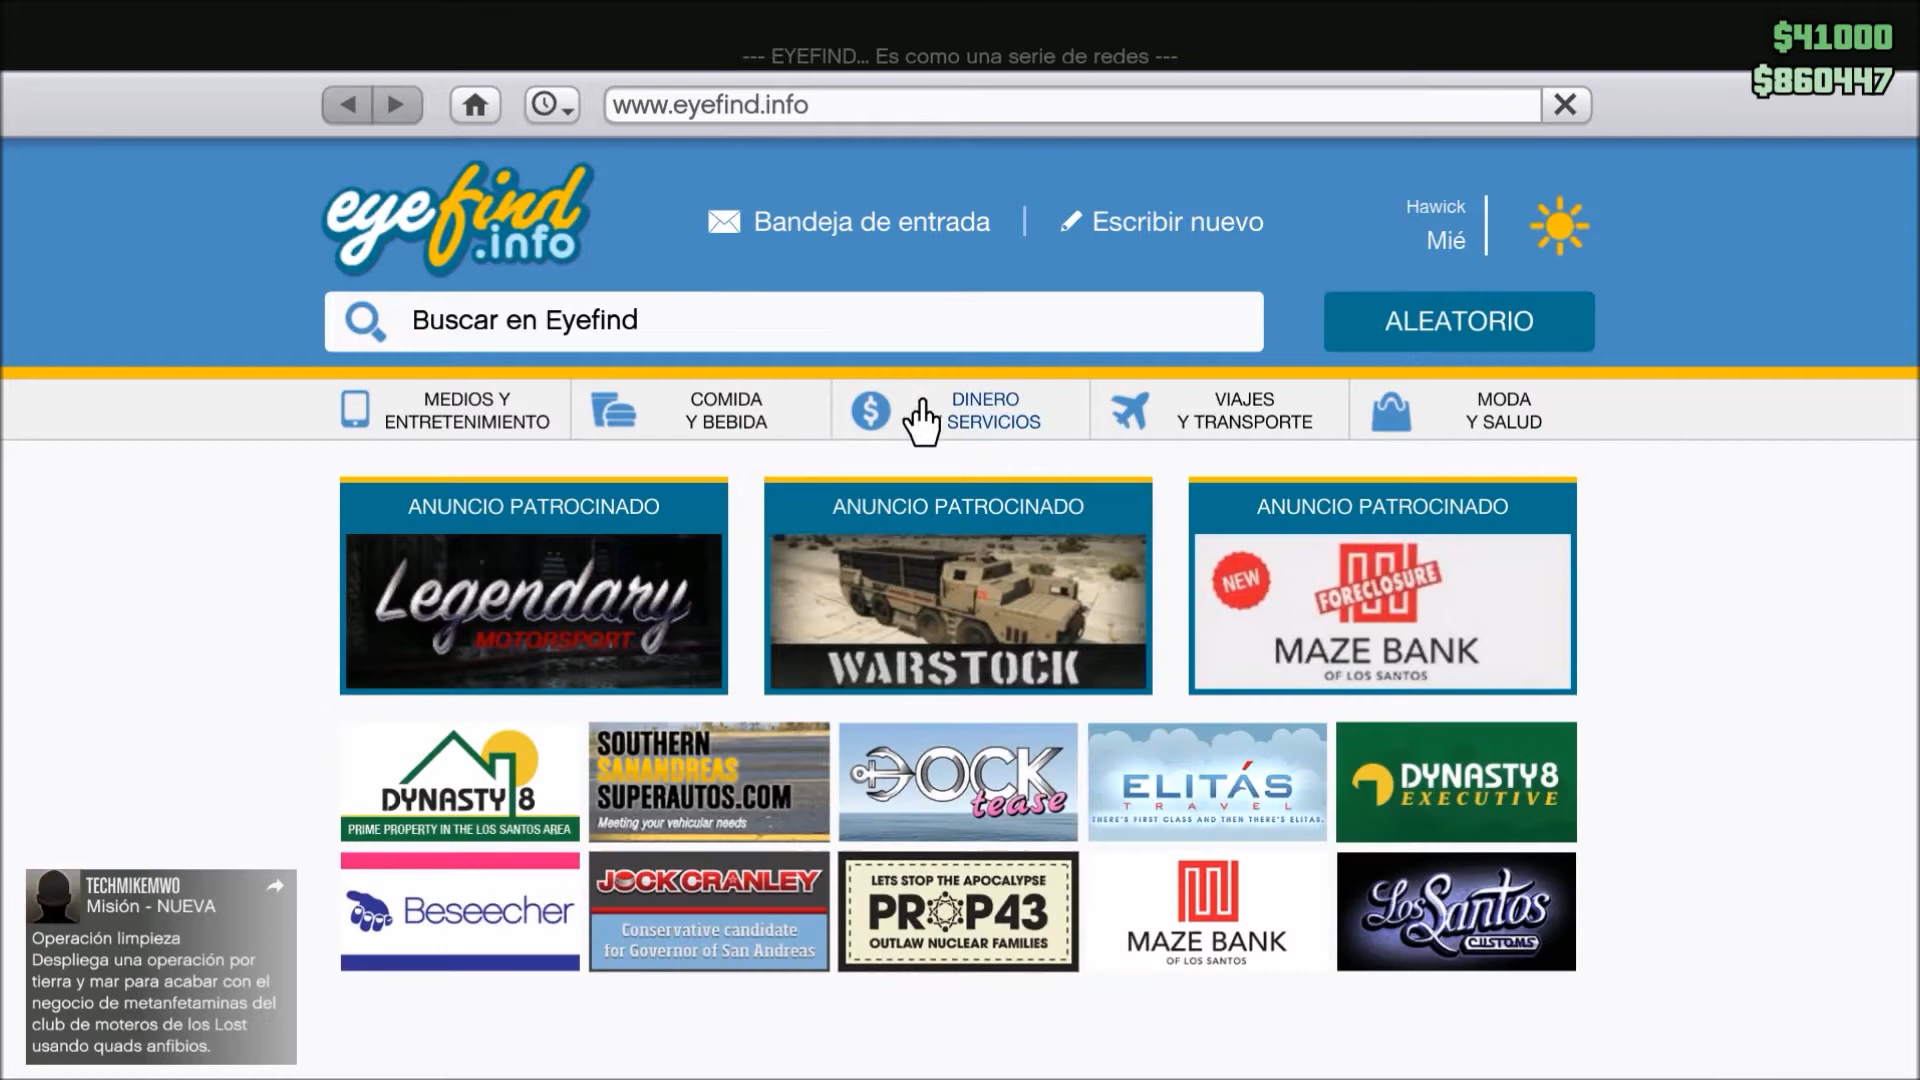 --- EYEFIND... Es como una serie de redes ---
$41000
$860447
www.eyefind.info
eyefind
.info
Bandeja de entrada
Escribir nuevo
Hawick
Mié
Buscar en Eyefind
ALEATORIO
MEDIOS Y
ENTRETENIMIENTO
COMIDA
Y BEBIDA
DINERO
SERVICIOS
VIAJES
Y TRANSPORTE
MODA
Y SALUD
ANUNCIO PATROCINADO
Legendary
MOTORSPORT
ANUNCIO PATROCINADO
WARSTOCK
ANUNCIO PATROCINADO
NEW
FORECLOSURE
MAZE BANK
OF LOS SANTOS
DYNASTY 8
PRIME PROPERTY IN THE LOS SANTOS AREA
SOUTHERN
SANANDREAS
SUPERAUTOS.COM
Meeting your vehicular needs
DOCK
tease
ELITÁS
TRAVEL
THERE'S FIRST CLASS AND THEN THERE'S ELITAS.
DYNASTY 8
EXECUTIVE
Beseecher
JOCK CRANLEY
Conservative candidate
for Governor of San Andreas
LETS STOP THE APOCALYPSE
PROP43
OUTLAW NUCLEAR FAMILIES
MAZE BANK
OF LOS SANTOS
Los Santos
CUSTOMS
TECHMIKEMWO
Misión - NUEVA
Operación limpieza
Despliega una operación por
tierra y mar para acabar con el
negocio de metanfetaminas del
club de moteros de los Lost
usando quads anfibios.